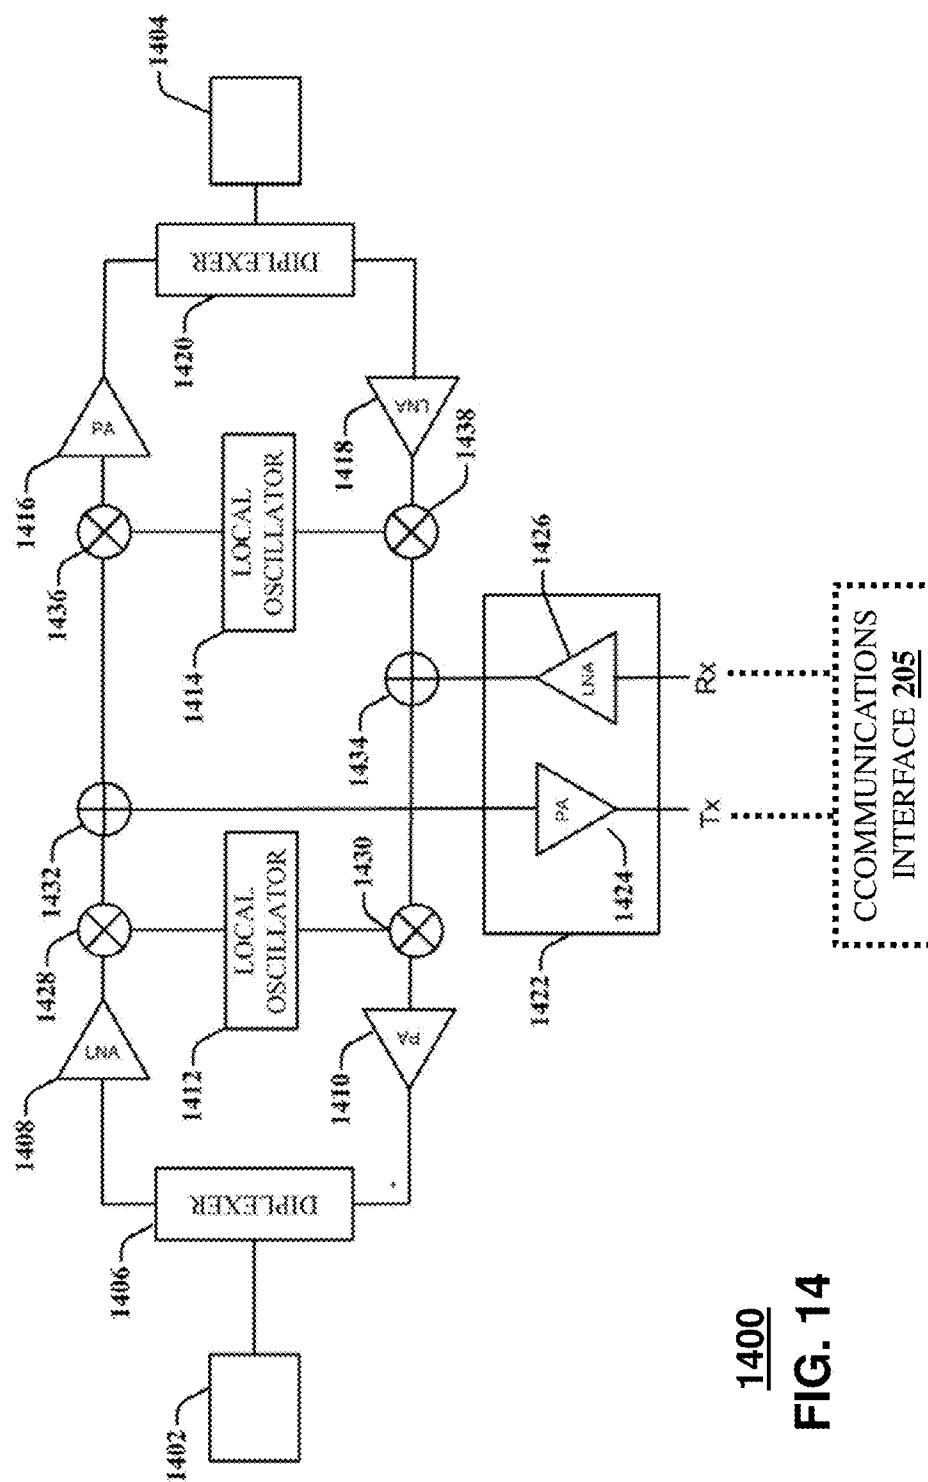 1404
1416
PA
DIPLEXER
1420
1436
1418
LNA
1438
LOCAL
OSCILLATOR
1414
1426
LNA
Rx
1434
1432
PA
1424
Tx
CCOMMUNICATIONS
INTERFACE 205
1428
LOCAL
OSCILLATOR
1412
1430
1422
1408
LNA
1410
PA
DIPLEXER
1406
1402
1400
FIG. 14